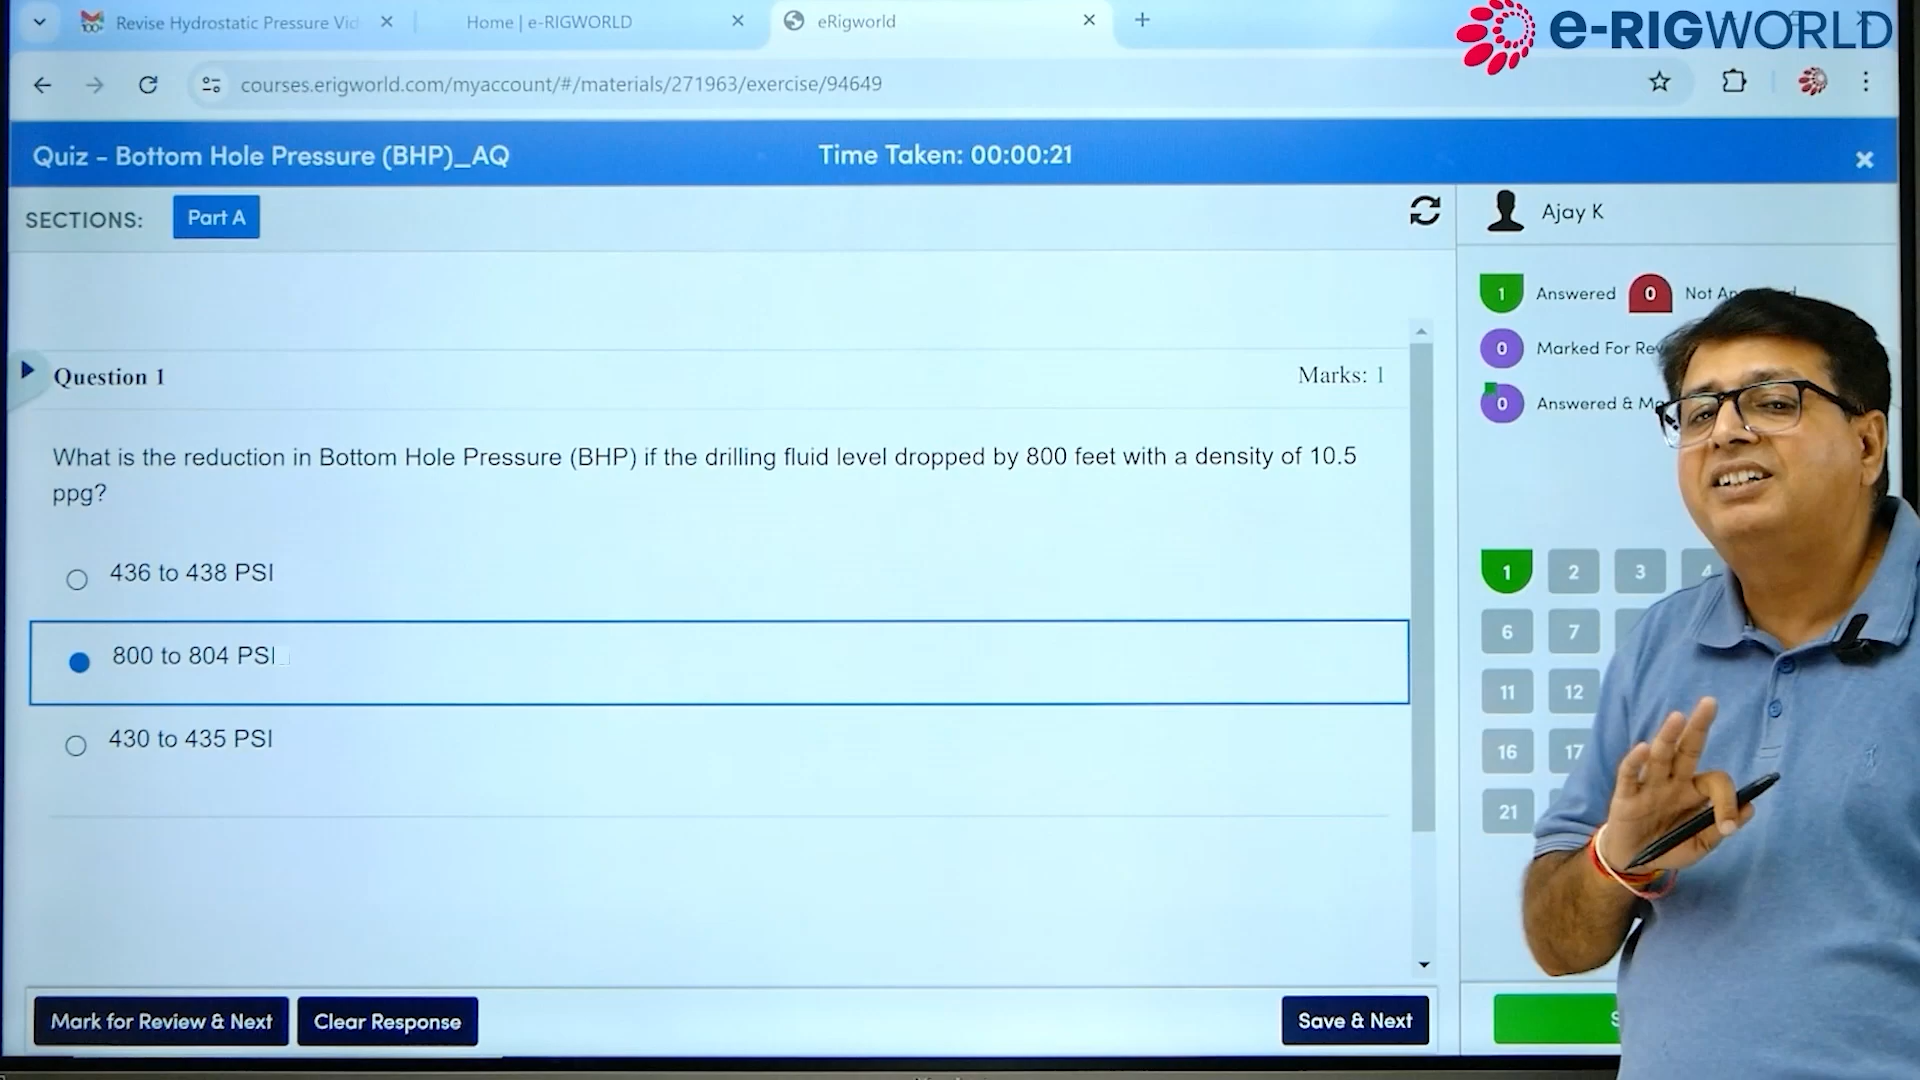 Revise Hydrostatic Pressure Vid
Home | e-RIGWORLD
eRigworld
e-RIGWORLD
courses.erigworld.com/myaccount/#/materials/271963/exercise/94649
Quiz - Bottom Hole Pressure (BHP)_AQ
Time Taken: 00:00:21
SECTIONS:
Part A
Ajay K
1 Answered
0 Not An
0 Marked For Rev
0 Answered & Ma
Question 1
Marks: 1
What is the reduction in Bottom Hole Pressure (BHP) if the drilling fluid level dropped by 800 feet with a density of 10.5
ppg?
436 to 438 PSI
800 to 804 PSI
430 to 435 PSI
1 2 3 4
6 7
11 12
16 17
21
Mark for Review & Next
Clear Response
Save & Next
S